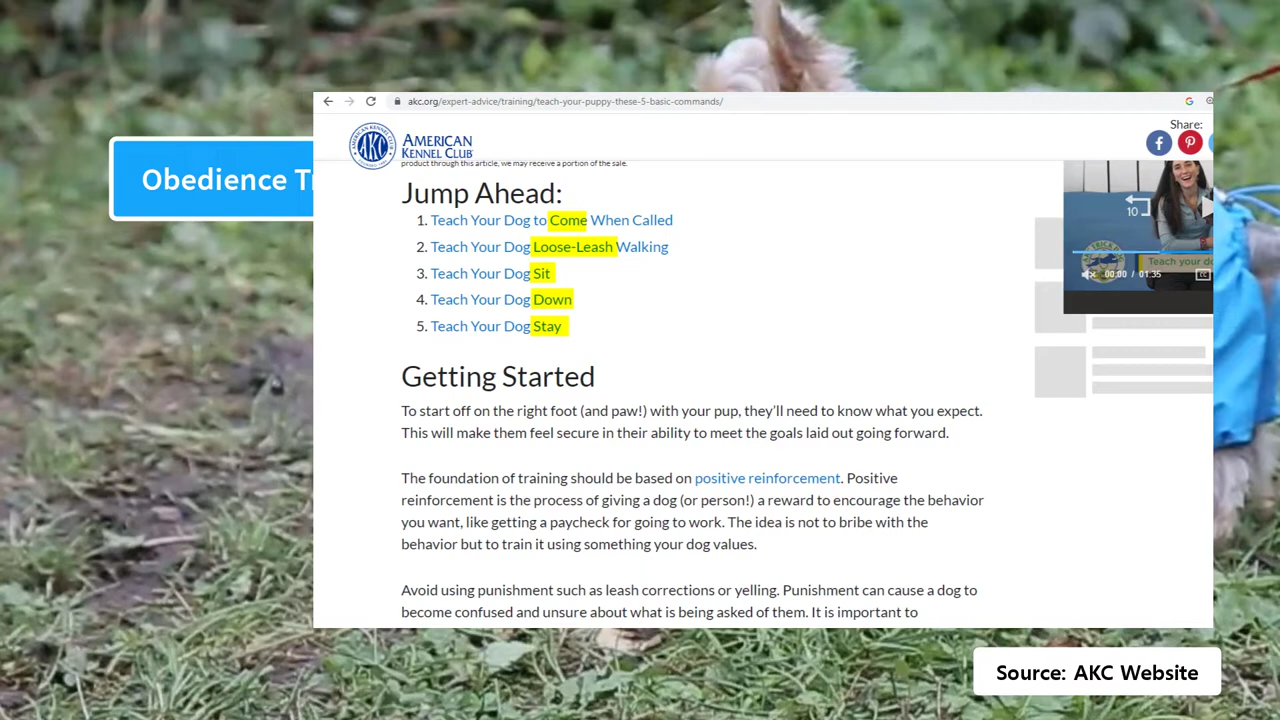 akc.org/expert-advice/training/teach-your-puppy-these-5-basic-commands/
AMERICAN
KENNEL CLUB
Share:
product through this article, we may receive a portion of the sale.
Obedience
Jump Ahead:
1. Teach Your Dog to Come When Called
2. Teach Your Dog Loose-Leash Walking
3. Teach Your Dog Sit
4. Teach Your Dog Down
5. Teach Your Dog Stay
10
Teach your
00:00 / 01:35
CC
Getting Started
To start off on the right foot (and paw!) with your pup, they’ll need to know what you expect.
This will make them feel secure in their ability to meet the goals laid out going forward.
The foundation of training should be based on positive reinforcement. Positive
reinforcement is the process of giving a dog (or person!) a reward to encourage the behavior
you want, like getting a paycheck for going to work. The idea is not to bribe with the
behavior but to train it using something your dog values.
Avoid using punishment such as leash corrections or yelling. Punishment can cause a dog to
become confused and unsure about what is being asked of them. It is important to
Source: AKC Website